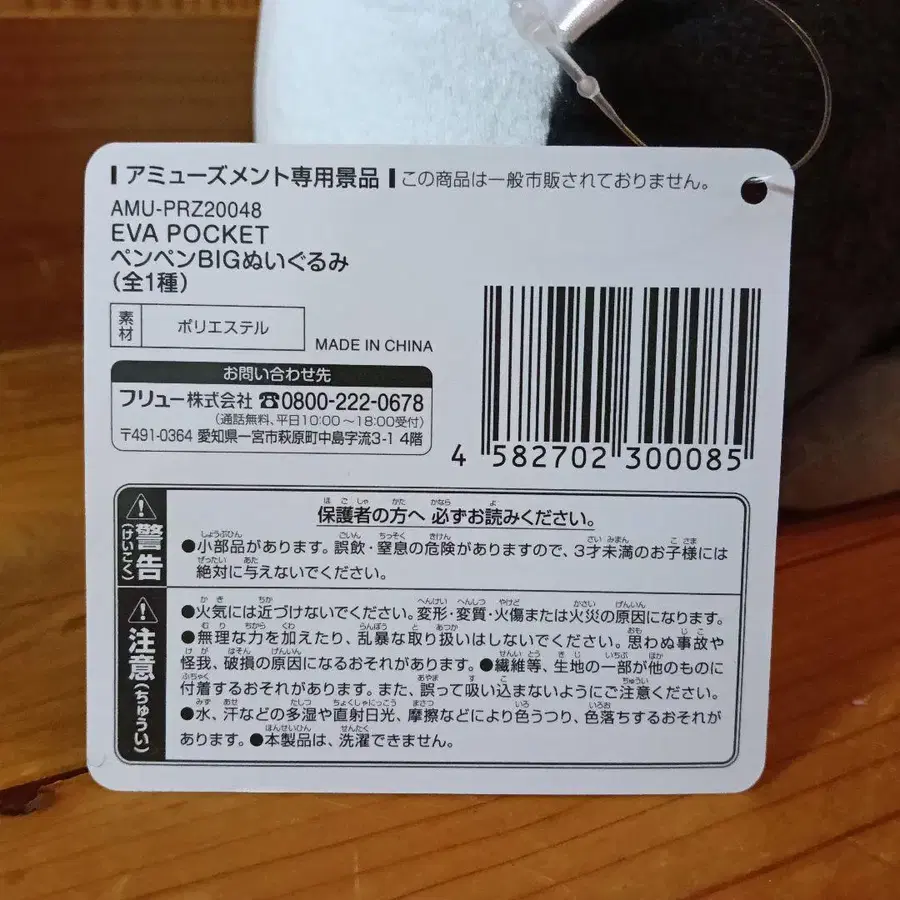 アミューズメント専用景品 この商品は一般市販されておりません。
AMU-PRZ20048
EVA POCKET
ペンペンBIGぬいぐるみ
(全1種)
素材 ポリエステル
MADE IN CHINA
お問い合わせ先
フリュー株式会社 ☎0800-222-0678
(通話無料、平日10:00~18:00受付)
〒491-0364 愛知県一宮市萩原町中島字流3-1 4階
4 582702 300085
警告(けいこく)
保護者の方へ 必ずお読みください。
●小部品があります。誤飲・窒息の危険がありますので、3才未満のお子様には
絶対に与えないでください。
注意(ちゅうい)
●火気には近づけないでください。変形・変質・火傷または火災の原因になります。
●無理な力を加えたり、乱暴な取り扱いはしないでください。思わぬ事故や
怪我、破損の原因になるおそれがあります。●繊維等、生地の一部が他のものに
付着するおそれがあります。また、誤って吸い込まないようにご注意ください。
●水、汗などの多湿や直射日光、摩擦などにより色うつり、色落ちするおそれが
あります。●本製品は、洗濯できません。